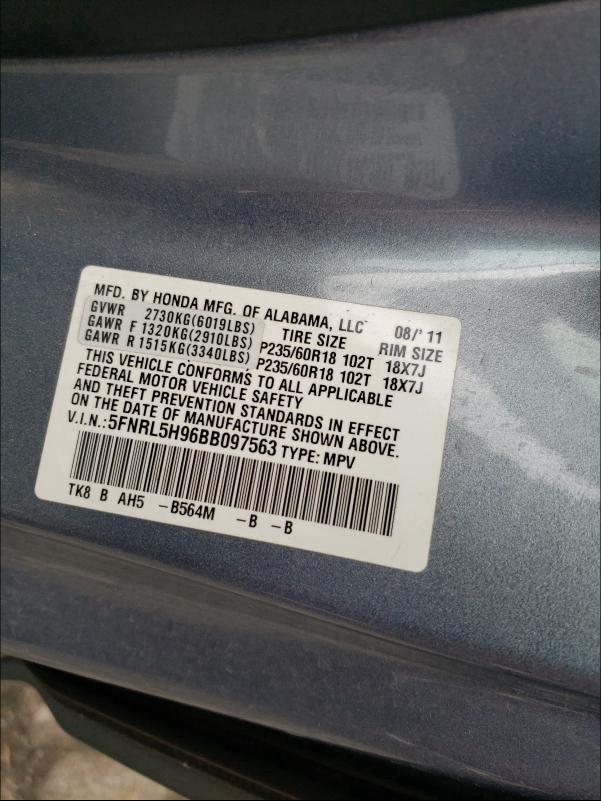 MFD. BY HONDA MFG. OF ALABAMA, LLC 08/'11
GVWR 2730KG(6019LBS) TIRE SIZE RIM SIZE
GAWR F 1320KG(2910LBS) P235/60R18 102T 18X7J
GAWR R 1515KG(3340LBS) P235/60R18 102T 18X7J
THIS VEHICLE CONFORMS TO ALL APPLICABLE
FEDERAL MOTOR VEHICLE SAFETY
AND THEFT PREVENTION STANDARDS IN EFFECT
ON THE DATE OF MANUFACTURE SHOWN ABOVE.
V.I.N.:5FNRL5H96BB097563 TYPE: MPV
TK8 B AH5 -B564M -B -B